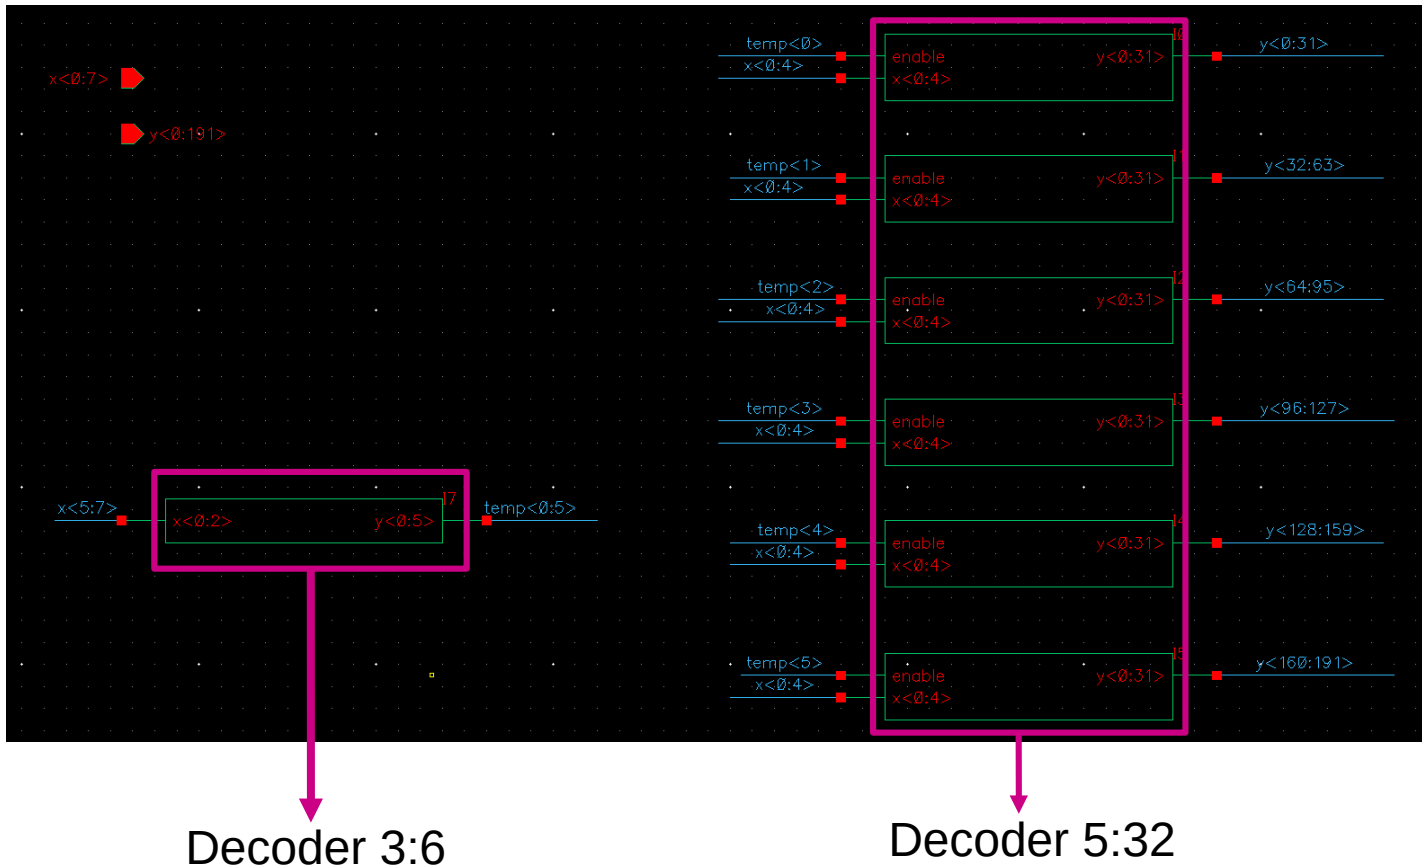 x<0:7>
y<0:191>
x<5:7>
x<0:2>
y<0:5>
I7
temp<0:5>
temp<0>
x<0:4>
enable
x<0:4>
y<0:31>
I0
y<0:31>
temp<1>
x<0:4>
enable
x<0:4>
y<0:31>
I1
y<32:63>
temp<2>
x<0:4>
enable
x<0:4>
y<0:31>
I2
y<64:95>
temp<3>
x<0:4>
enable
x<0:4>
y<0:31>
I3
y<96:127>
temp<4>
x<0:4>
enable
x<0:4>
y<0:31>
I4
y<128:159>
temp<5>
x<0:4>
enable
x<0:4>
y<0:31>
I5
y<160:191>
Decoder 3:6
Decoder 5:32